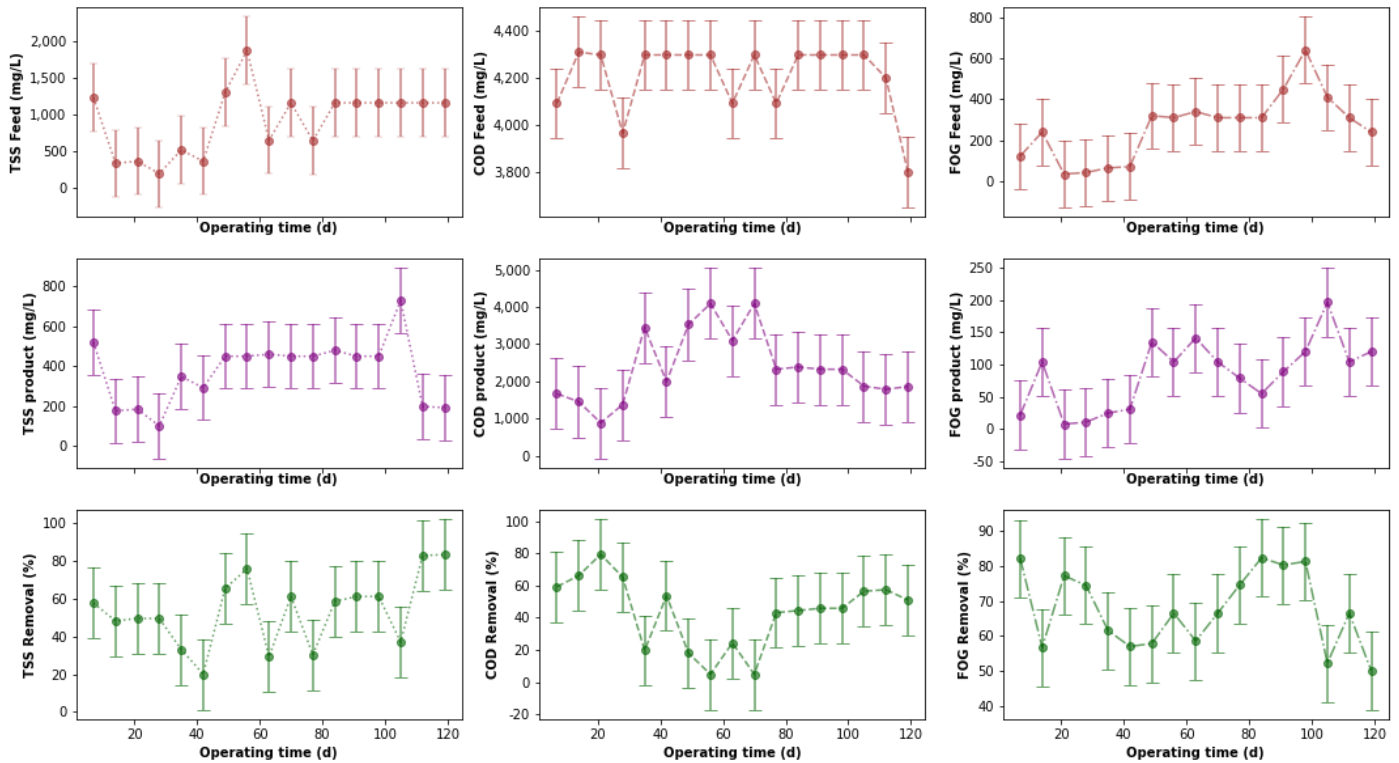 TSS Feed (mg/L)
2,000
1,500
1,000
500
0
Operating time (d)
COD Feed (mg/L)
4,400
4,200
4,000
3,800
Operating time (d)
FOG Feed (mg/L)
800
600
400
200
0
Operating time (d)
TSS product (mg/L)
800
600
400
200
0
Operating time (d)
COD product (mg/L)
5,000
4,000
3,000
2,000
1,000
0
Operating time (d)
FOG product (mg/L)
250
200
150
100
50
0
-50
Operating time (d)
TSS Removal (%)
100
80
60
40
20
0
20 40 60 80 100 120
Operating time (d)
COD Removal (%)
100
80
60
40
20
0
-20
20 40 60 80 100 120
Operating time (d)
FOG Removal (%)
90
80
70
60
50
40
0 20 40 60 80 100 120
Operating time (d)